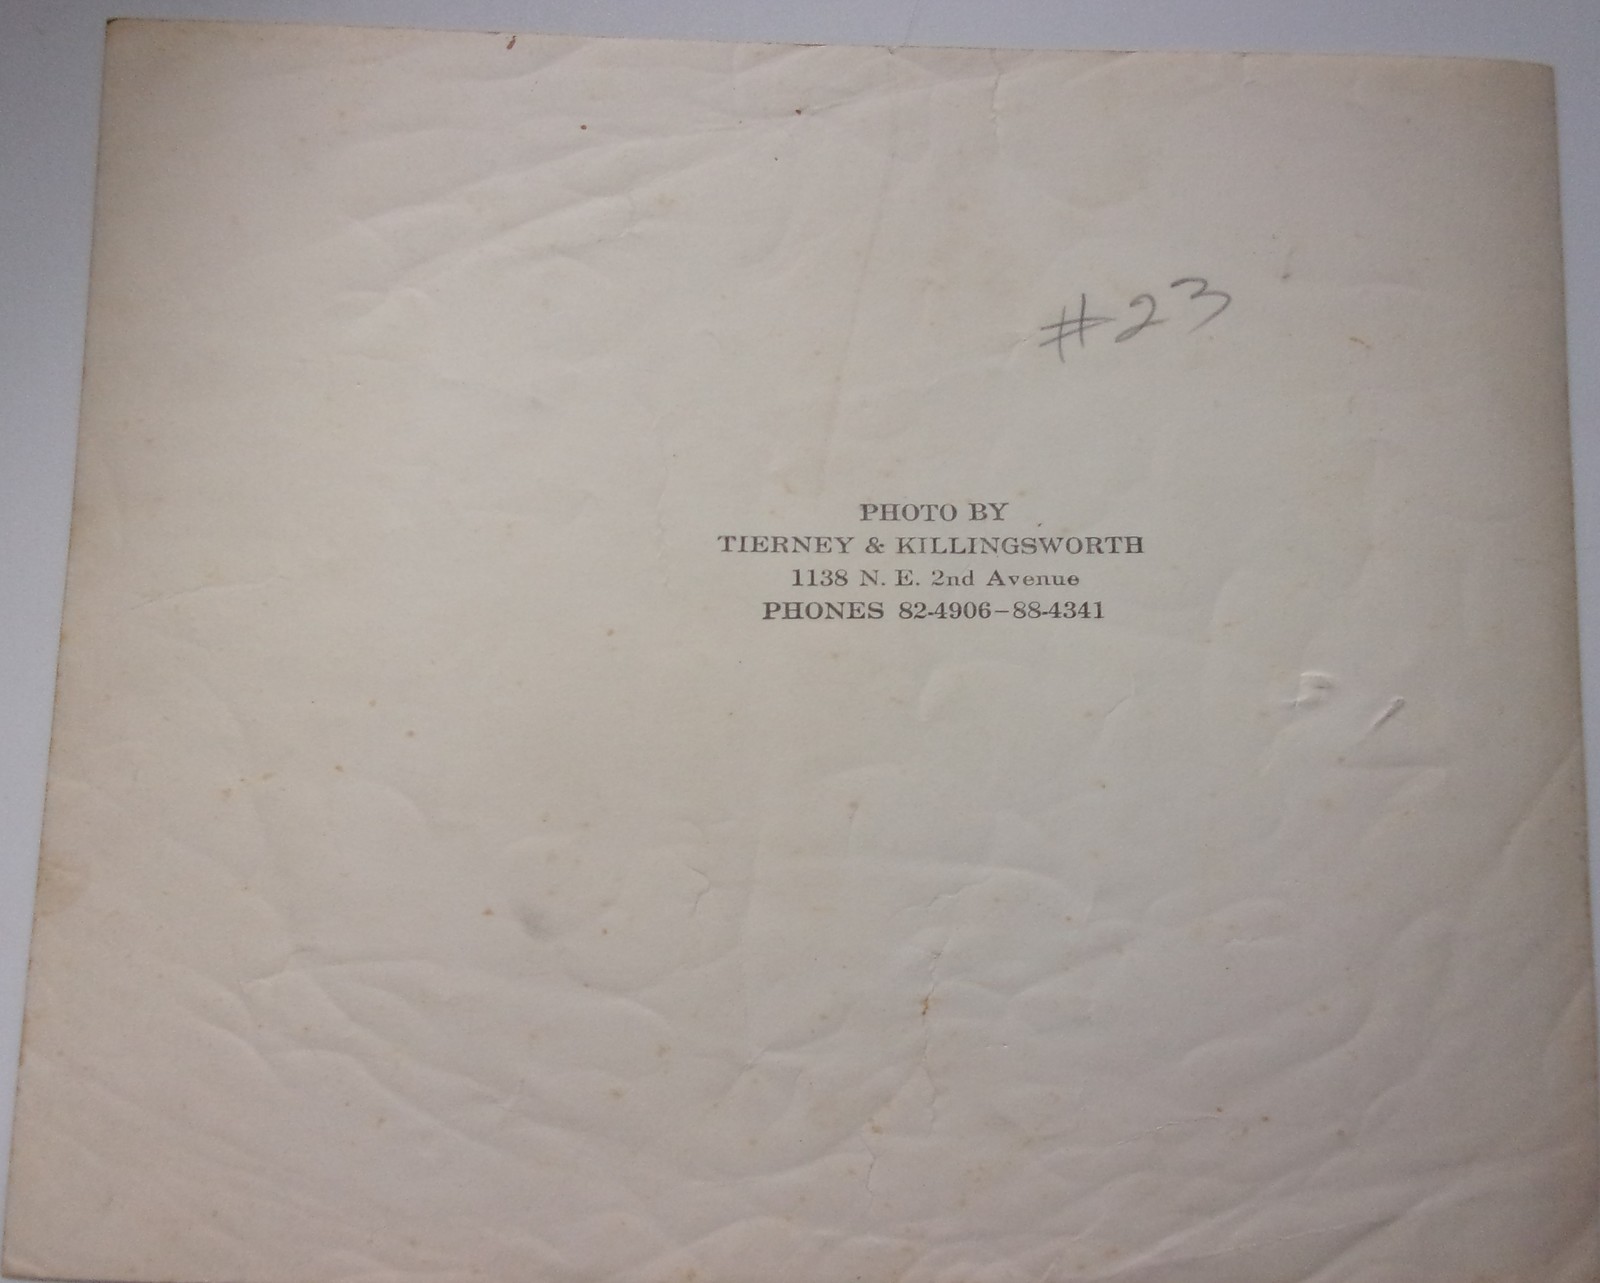 #23
PHOTO BY
TIERNEY & KILLINGSWORTH
1138 N. E. 2nd Avenue
PHONES 82-4906–88-4341